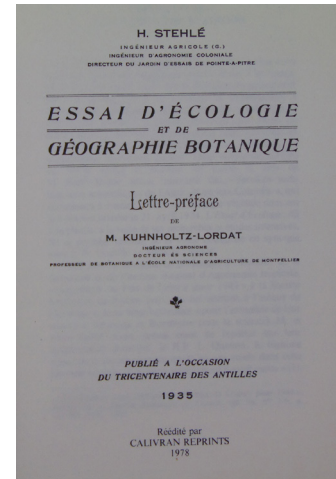 H. STEHLÉ
INGÉNIEUR AGRICOLE (G.)
INGÉNIEUR D'AGRONOMIE COLONIALE
DIRECTEUR DU JARDIN D'ESSAIS DE POINTE-A-PITRE
ESSAI D'ÉCOLOGIE
ET DE
GÉOGRAPHIE BOTANIQUE
Lettre-préface
DE
M. KUHNHOLTZ-LORDAT
INGÉNIEUR AGRONOME
DOCTEUR ÈS SCIENCES
PROFESSEUR DE BOTANIQUE A L'ÉCOLE NATIONALE D'AGRICULTURE DE MONTPELLIER
PUBLIÉ A L'OCCASION
DU TRICENTENAIRE DES ANTILLES
1935
Réédité par
CALIVRAN REPRINTS
1978